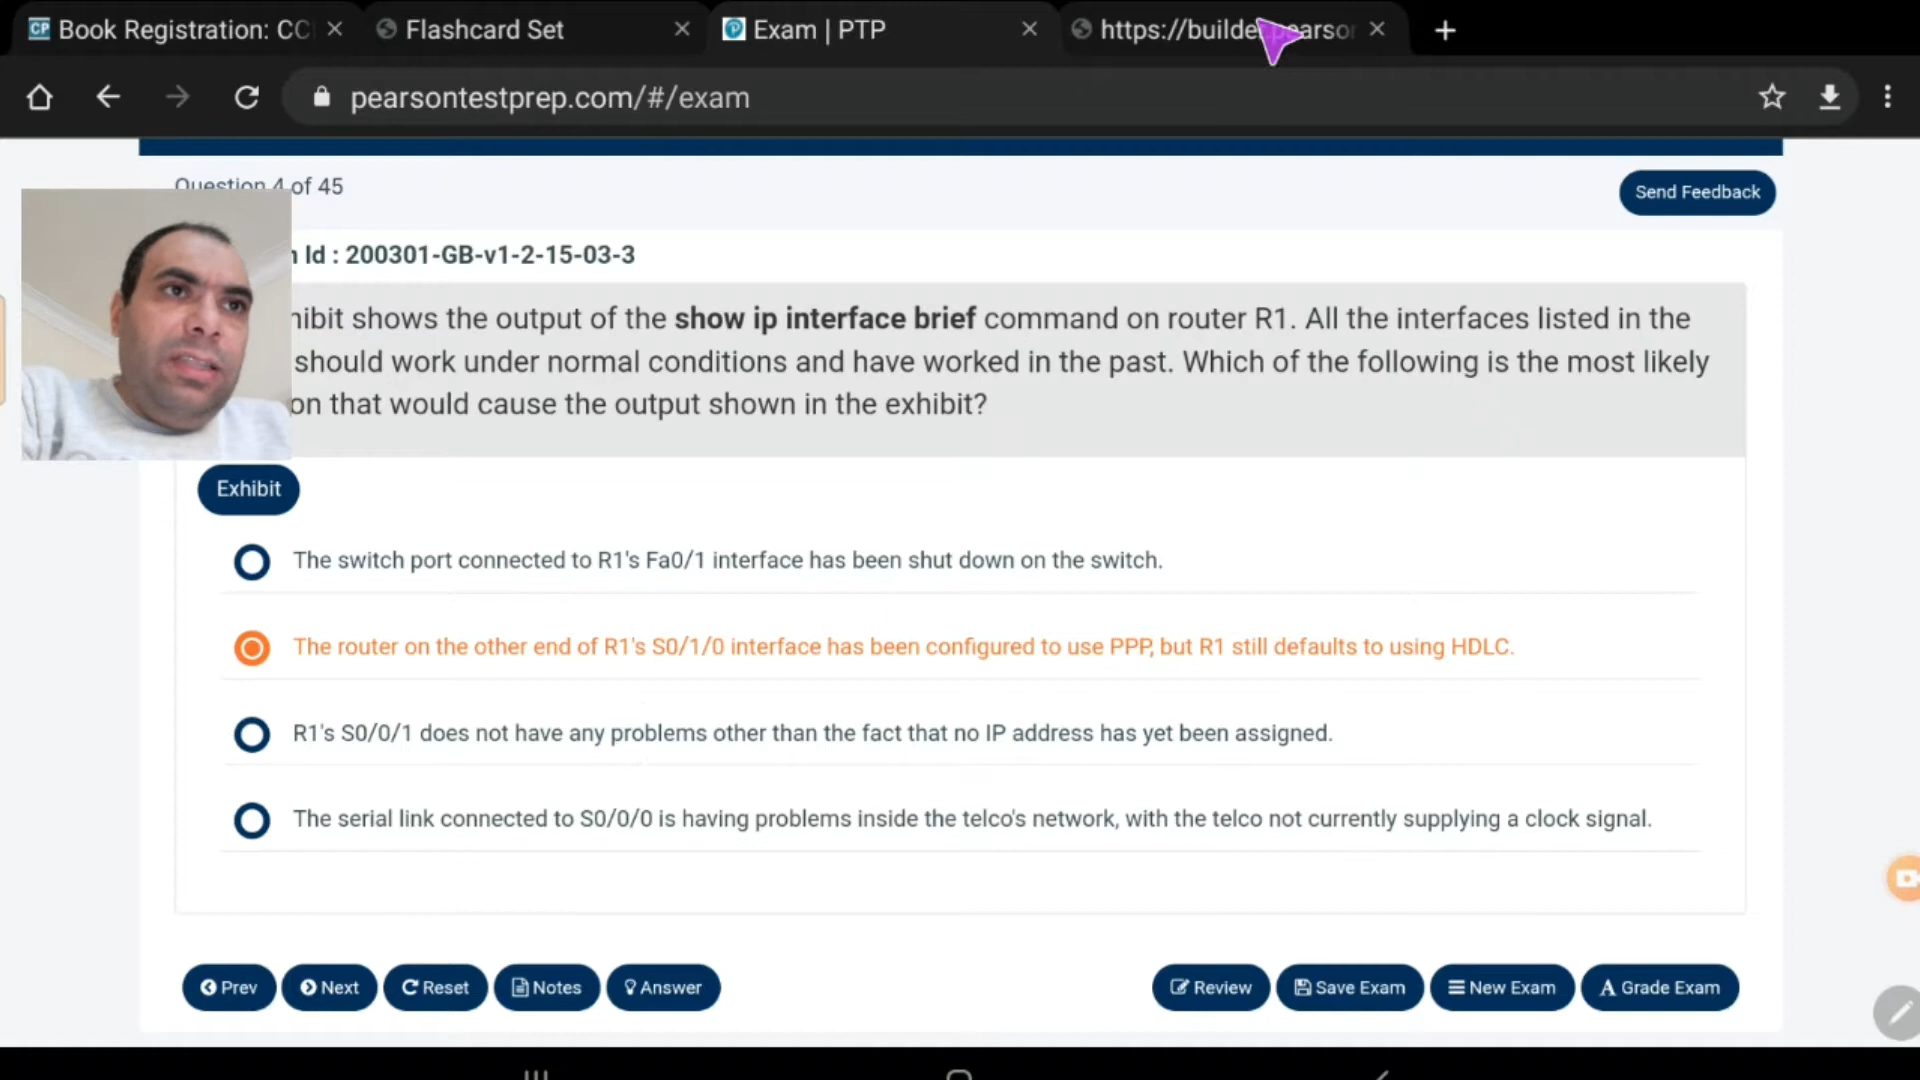 Book Registration: CC
Flashcard Set
Exam | PTP
https://builde pearso
pearsontestprep.com/#/exam
Question 4 of 45
Send Feedback
n Id : 200301-GB-v1-2-15-03-3
hibit shows the output of the show ip interface brief command on router R1. All the interfaces listed in the
should work under normal conditions and have worked in the past. Which of the following is the most likely
on that would cause the output shown in the exhibit?
Exhibit
The switch port connected to R1's Fa0/1 interface has been shut down on the switch.
The router on the other end of R1's S0/1/0 interface has been configured to use PPP, but R1 still defaults to using HDLC.
R1's S0/0/1 does not have any problems other than the fact that no IP address has yet been assigned.
The serial link connected to S0/0/0 is having problems inside the telco's network, with the telco not currently supplying a clock signal.
Prev
Next
Reset
Notes
Answer
Review
Save Exam
New Exam
Grade Exam